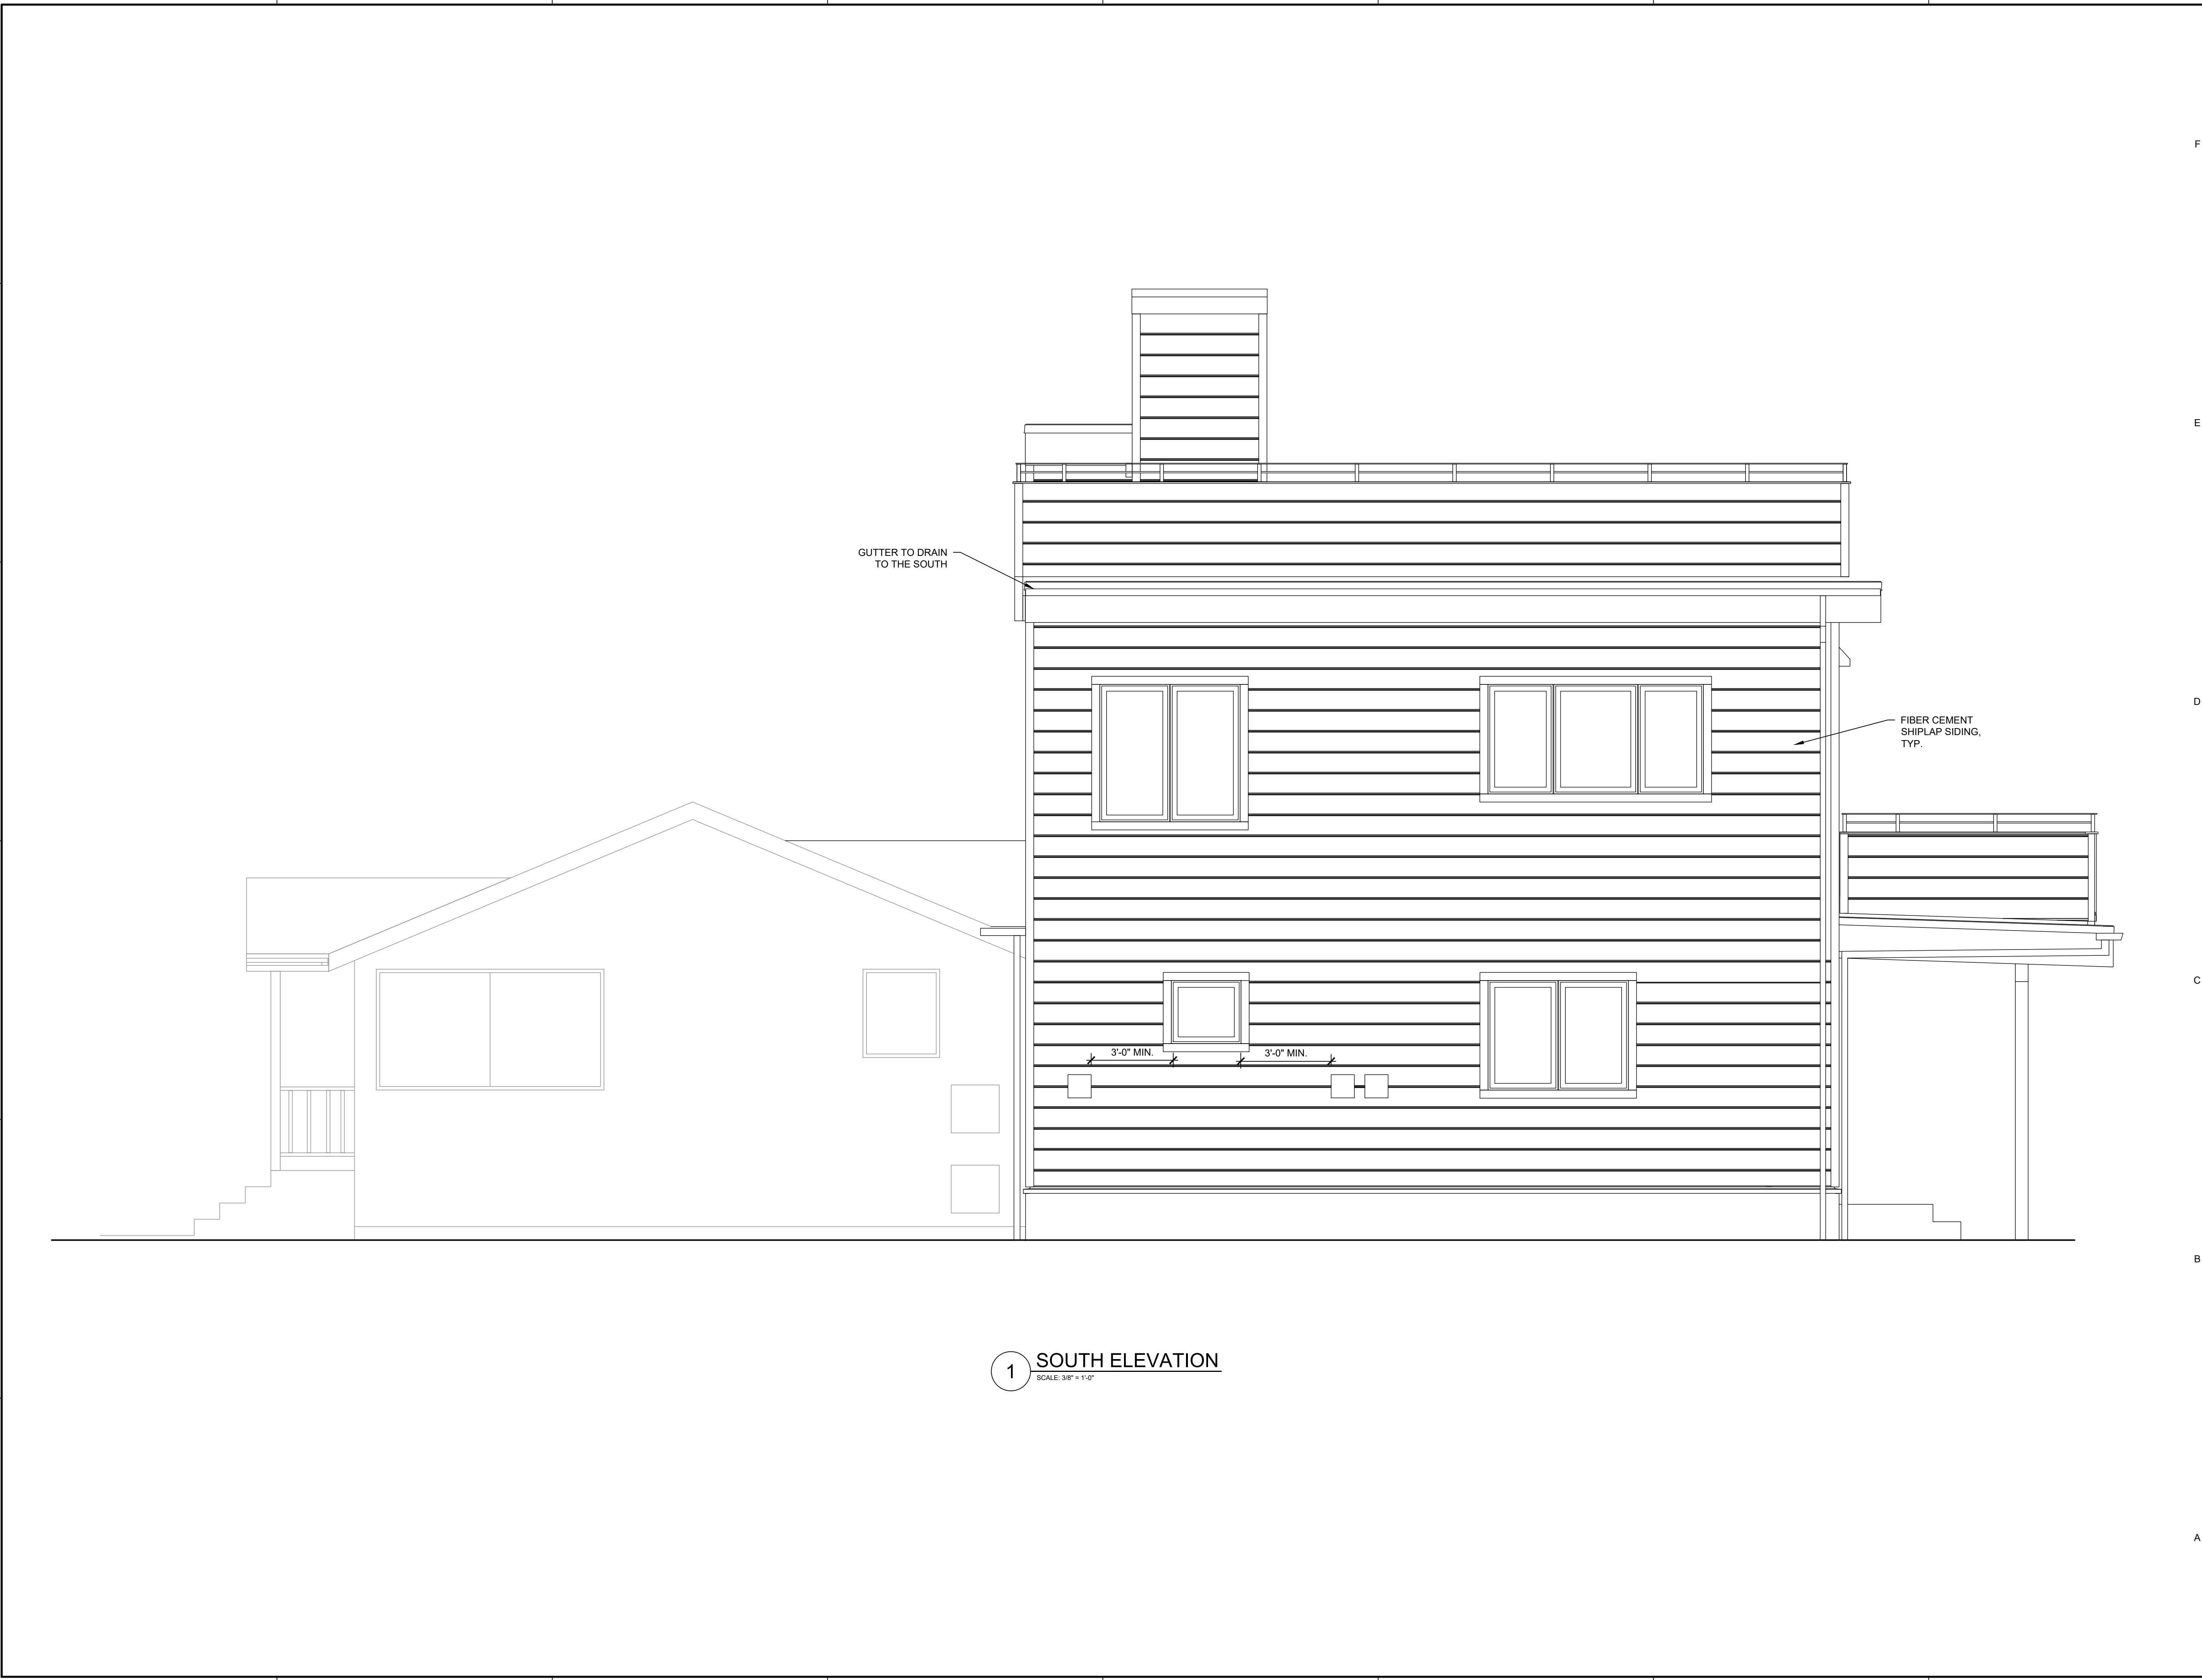 F
E
GUTTER TO DRAIN
TO THE SOUTH
D
FIBER CEMENT
SHIPLAP SIDING,
TYP.
C
3'-0" MIN.
3'-0" MIN.
B
1
SOUTH ELEVATION
SCALE: 3/8" = 1'-0"
A